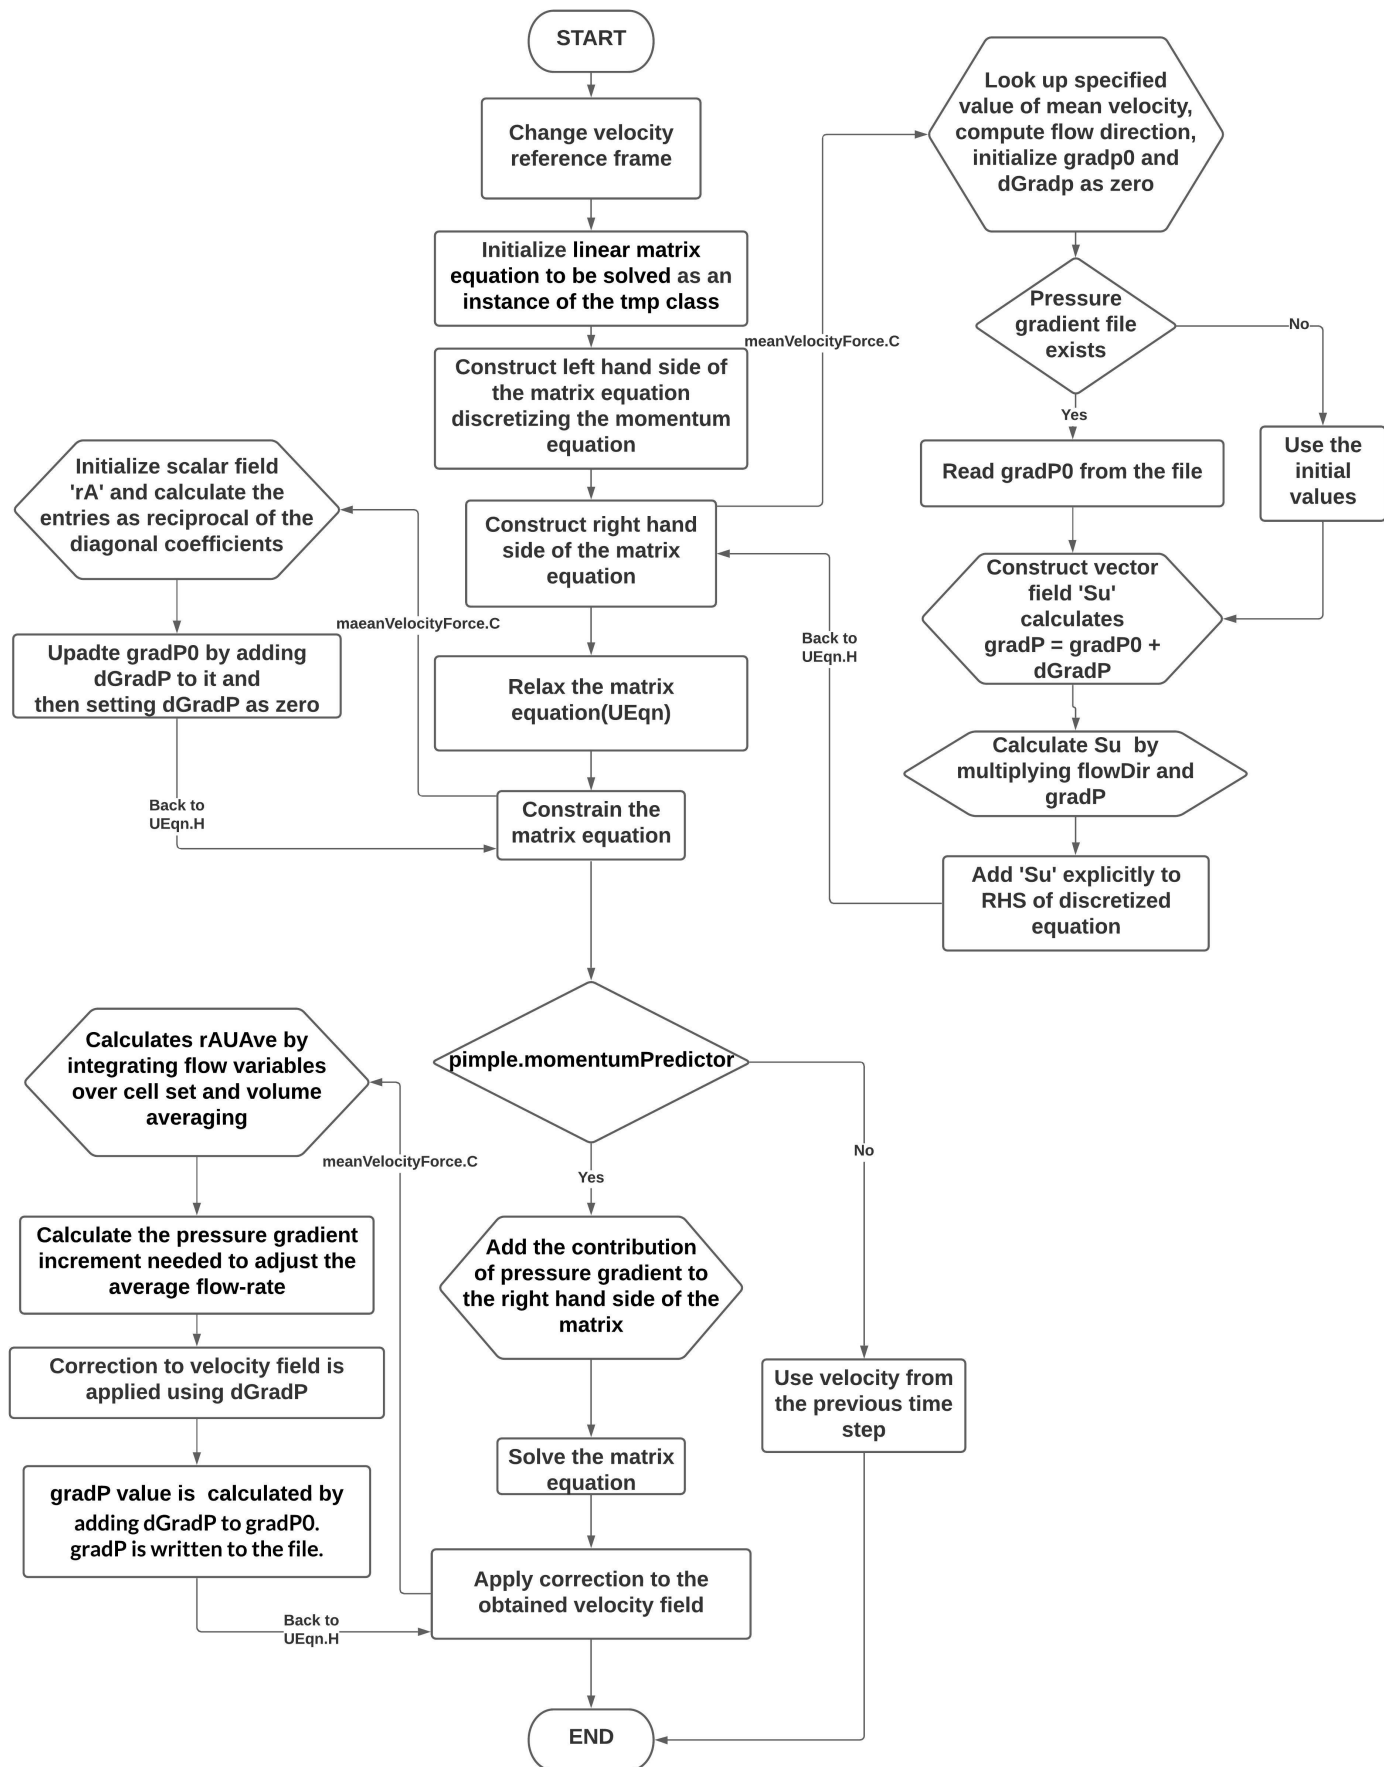 START
Change velocity
reference frame
Initialize linear matrix
equation to be solved as an
instance of the tmp class
Construct left hand side of
the matrix equation
discretizing the momentum
equation
Construct right hand
side of the matrix
equation
meanVelocityForce.C
Look up specified
value of mean velocity,
compute flow direction,
initialize gradp0 and
dGradp as zero
Pressure
gradient file
exists
No
Yes
Read gradP0 from the file
Use the
initial
values
Construct vector
field 'Su'
calculates
gradP = gradP0 +
dGradP
Calculate Su  by
multiplying flowDir and
gradP
Add 'Su' explicitly to
RHS of discretized
equation
Back to
UEqn.H
Relax the matrix
equation(UEqn)
Constrain the
matrix equation
maeanVelocityForce.C
Initialize scalar field
'rA' and calculate the
entries as reciprocal of the
diagonal coefficients
Upadte gradP0 by adding
dGradP to it and
then setting dGradP as zero
Back to
UEqn.H
pimple.momentumPredictor
No
Yes
Add the contribution
of pressure gradient to
the right hand side of the
matrix
Use velocity from
the previous time
step
Solve the matrix
equation
Apply correction to the
obtained velocity field
meanVelocityForce.C
Calculates rAUAve by
integrating flow variables
over cell set and volume
averaging
Calculate the pressure gradient
increment needed to adjust the
average flow-rate
Correction to velocity field is
applied using dGradP
gradP value is  calculated by
adding dGradP to gradP0.
gradP is written to the file.
Back to
UEqn.H
END